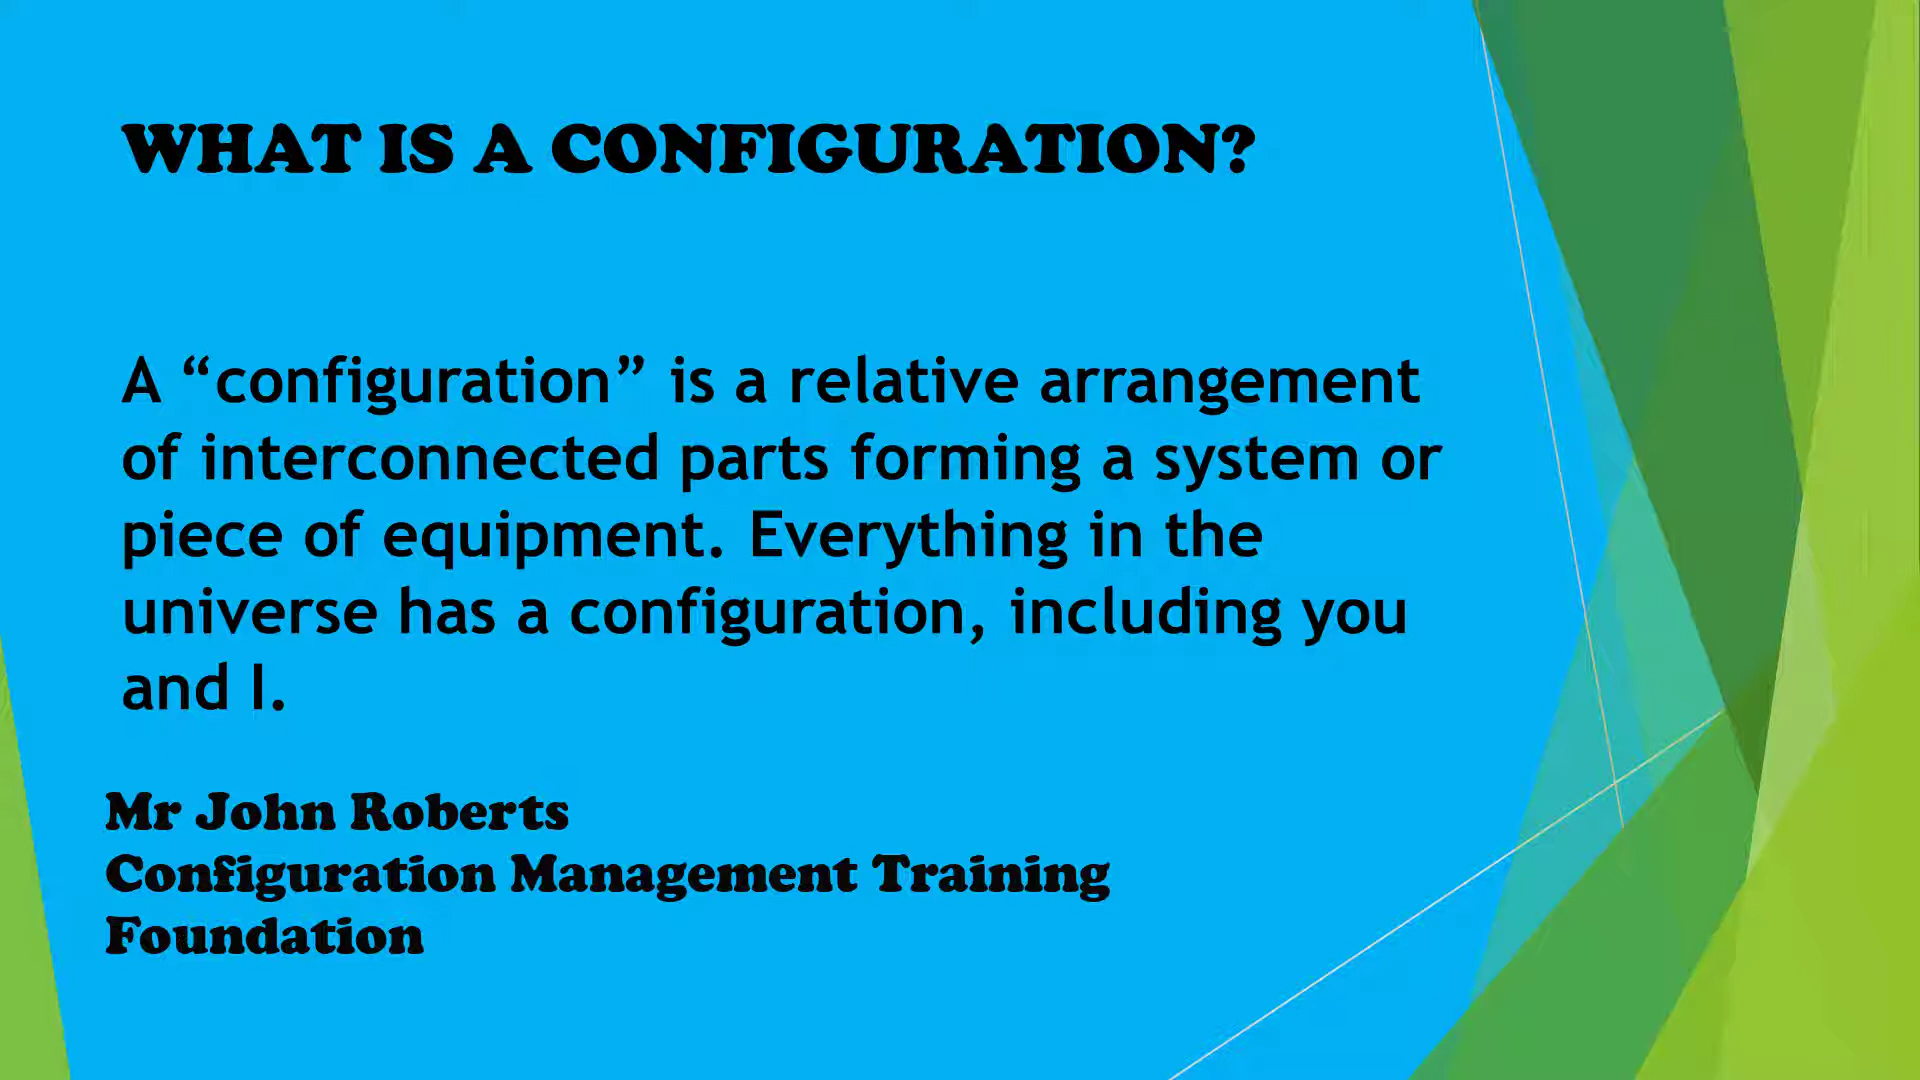 WHAT IS A CONFIGURATION?
A “configuration” is a relative arrangement
of interconnected parts forming a system or
piece of equipment. Everything in the
universe has a configuration, including you
and I.
Mr John Roberts
Configuration Management Training
Foundation